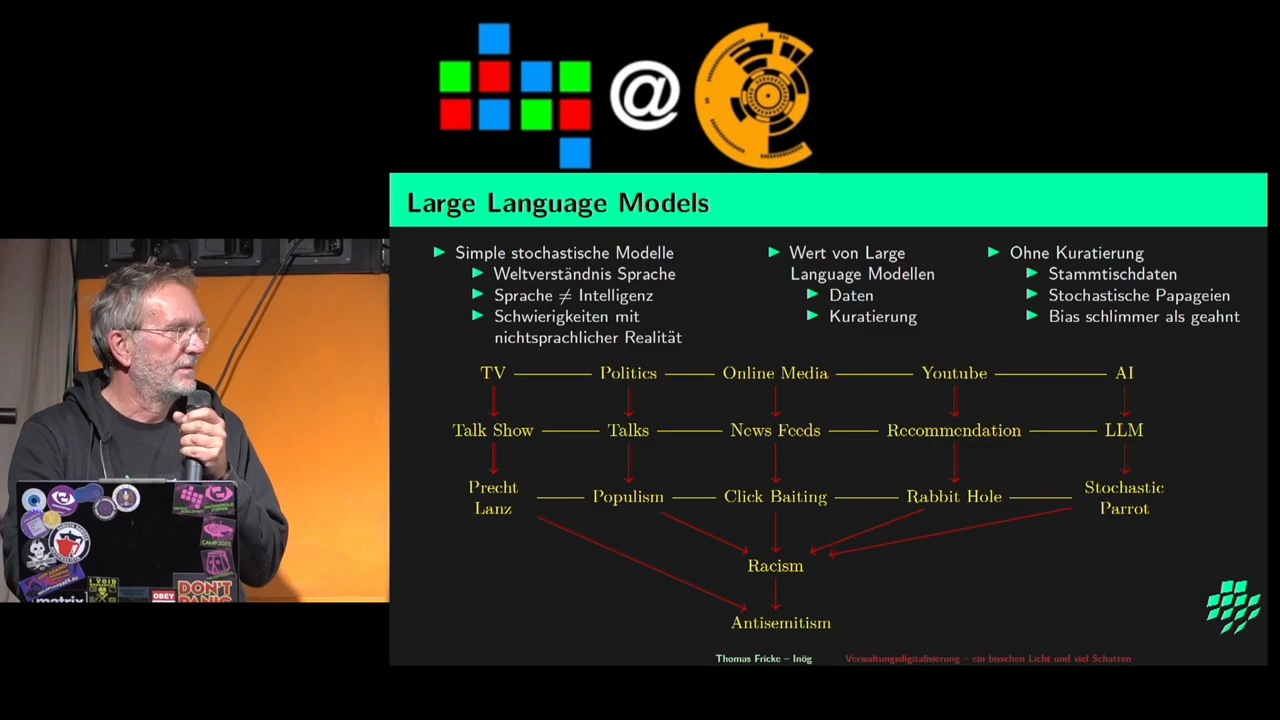 @
Large Language Models
Simple stochastische Modelle
Weltverständnis Sprache
Sprache ≠ Intelligenz
Schwierigkeiten mit
nichtsprachlicher Realität
Wert von Large
Language Modellen
Daten
Kuratierung
Ohne Kuratierung
Stammtischdaten
Stochastische Papageien
Bias schlimmer als geahnt
TV Politics Online Media Youtube AI
Talk Show Talks News Feeds Recommendation LLM
Precht
Lanz
Populism Click Baiting Rabbit Hole
Stochastic
Parrot
Racism
Antisemitism
Thomas Fricke – Inög Verwaltungsdigitalisierung – ein bisschen Licht und viel Schatten
CAMP 2023
I VOID
matrix
OBEY
DON'T
PANIC